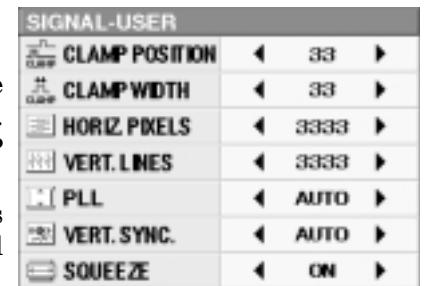 SIGNAL-USER
CLAMP POSITION ◀ 33 ▶
CLAMP WIDTH ◀ 33 ▶
HORIZ. PIXELS ◀ 3333 ▶
VERT. LINES ◀ 3333 ▶
PLL ◀ AUTO ▶
VERT. SYNC. ◀ AUTO ▶
SQUEEZE ◀ ON ▶